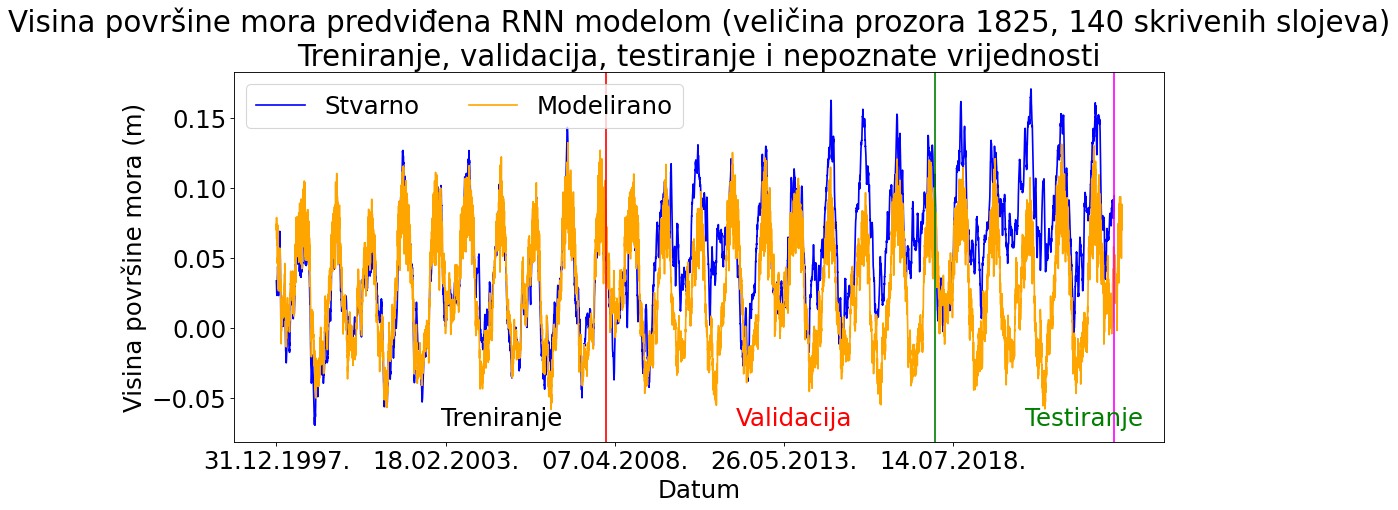 Visina površine mora predviđena RNN modelom (veličina prozora 1825, 140 skrivenih slojeva)
Treniranje, validacija, testiranje i nepoznate vrijednosti
Stvarno
Modelirano
Visina površine mora (m)
0.15
0.10
0.05
0.00
−0.05
Treniranje
Validacija
Testiranje
31.12.1997.
18.02.2003.
07.04.2008.
26.05.2013.
14.07.2018.
Datum